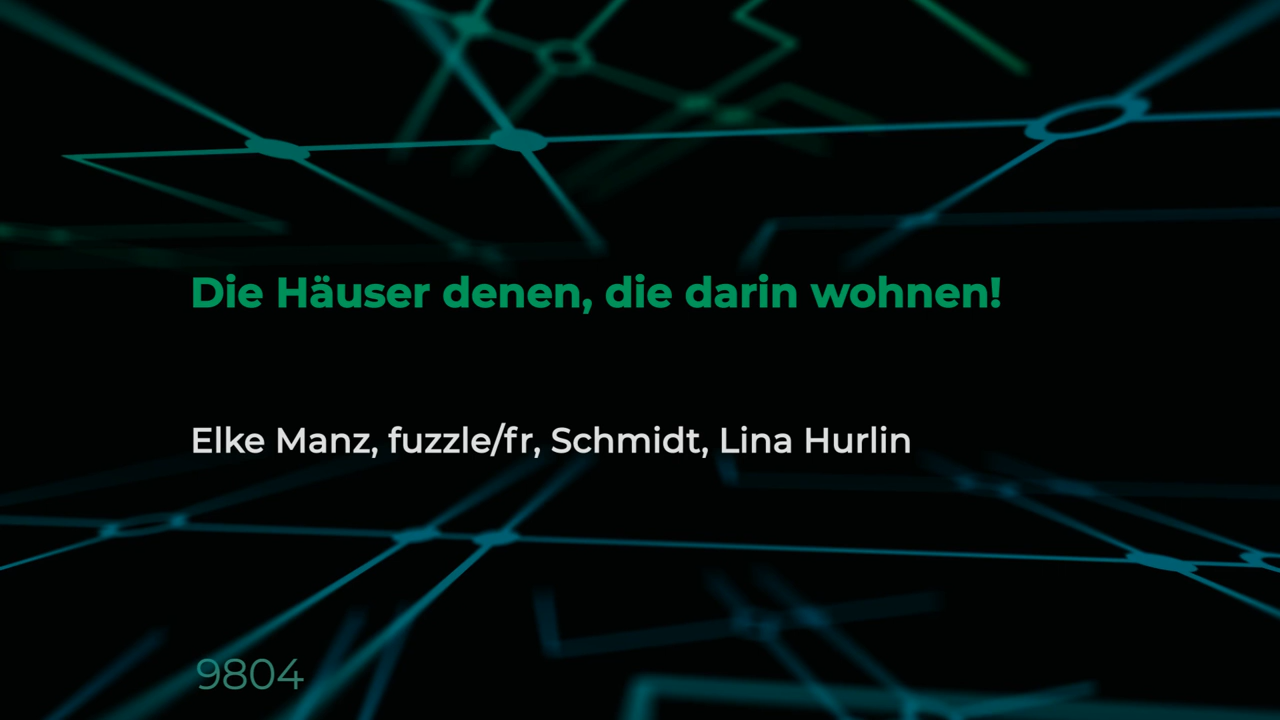 Die Häuser denen, die darin wohnen!
Elke Manz, fuzzle/fr, Schmidt, Lina Hurlin
9804